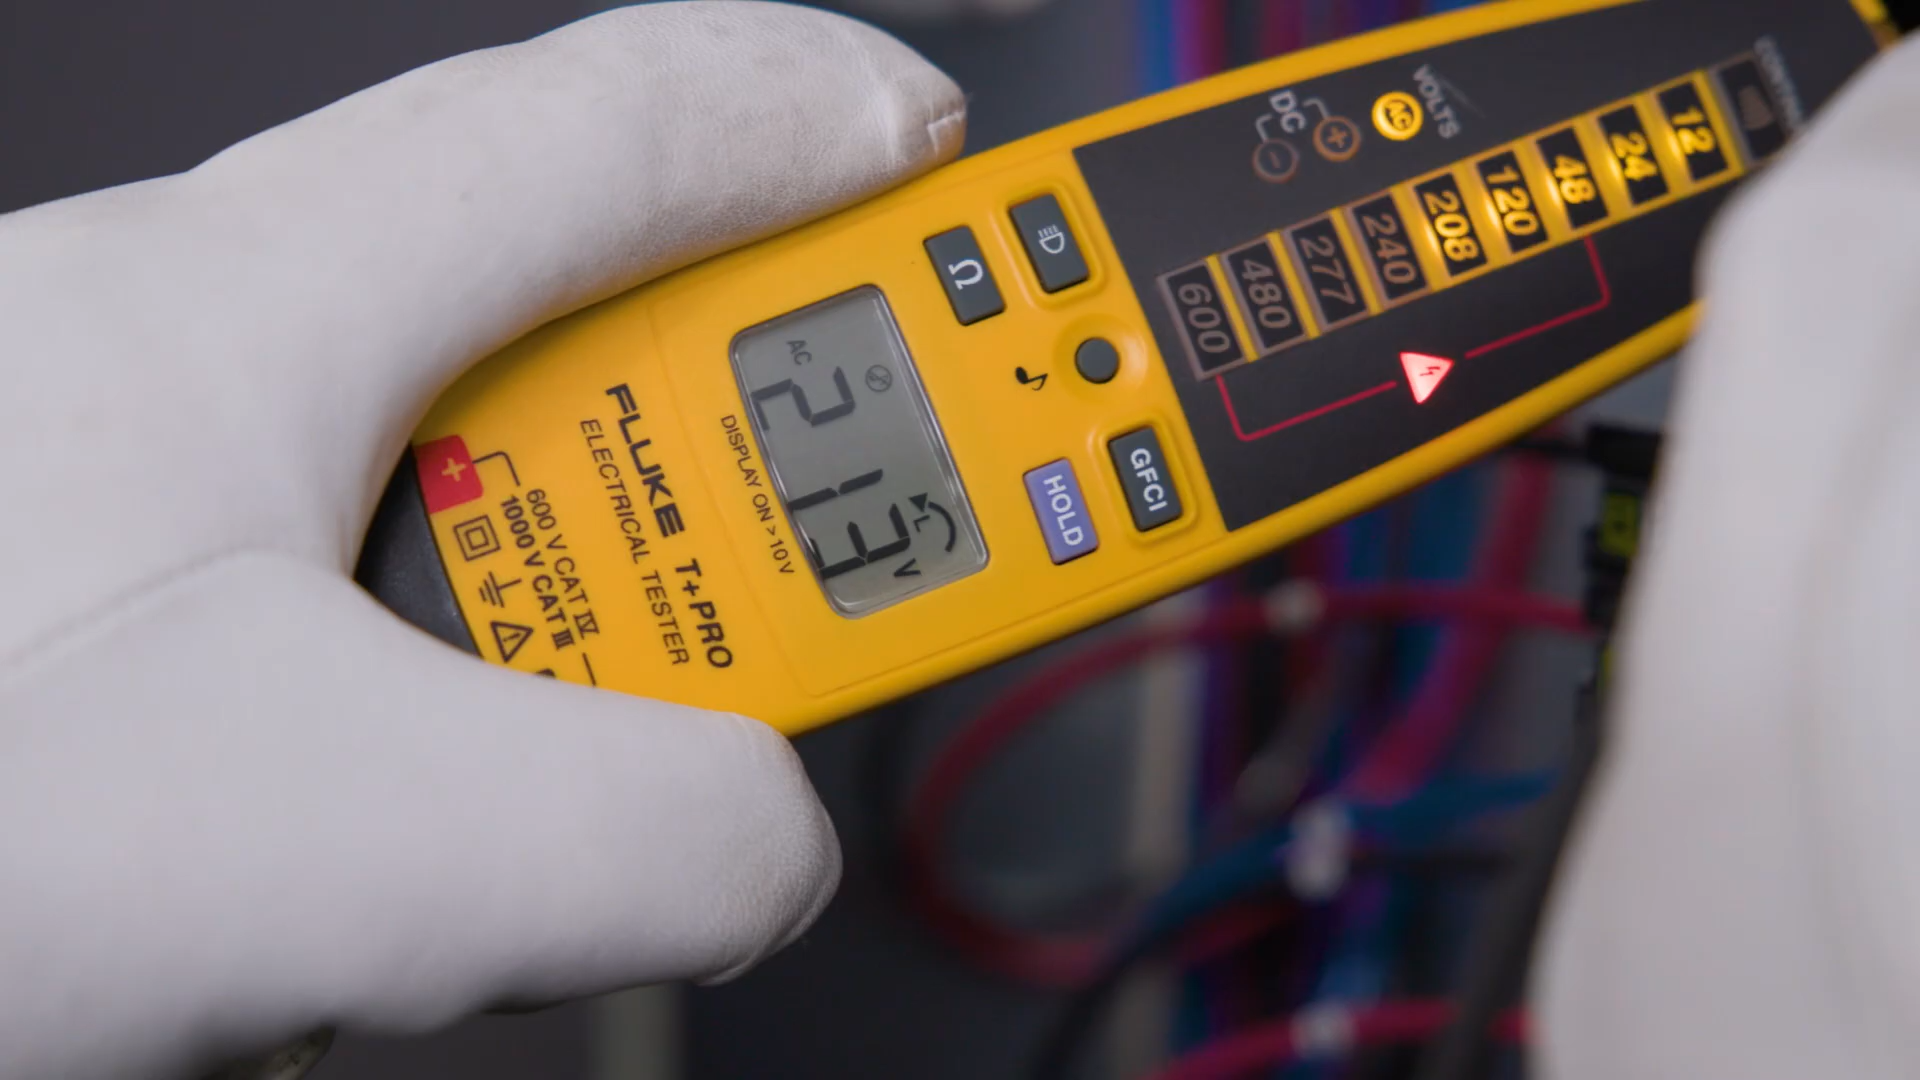 VOLTS
AC
DC
+
-
12
24
48
120
208
240
277
480
600
GFCI
Ω
HOLD
213 V
AC
L
DISPLAY ON > 10 V
FLUKE T+PRO
ELECTRICAL TESTER
+
600 V CAT IV
1000 V CAT III